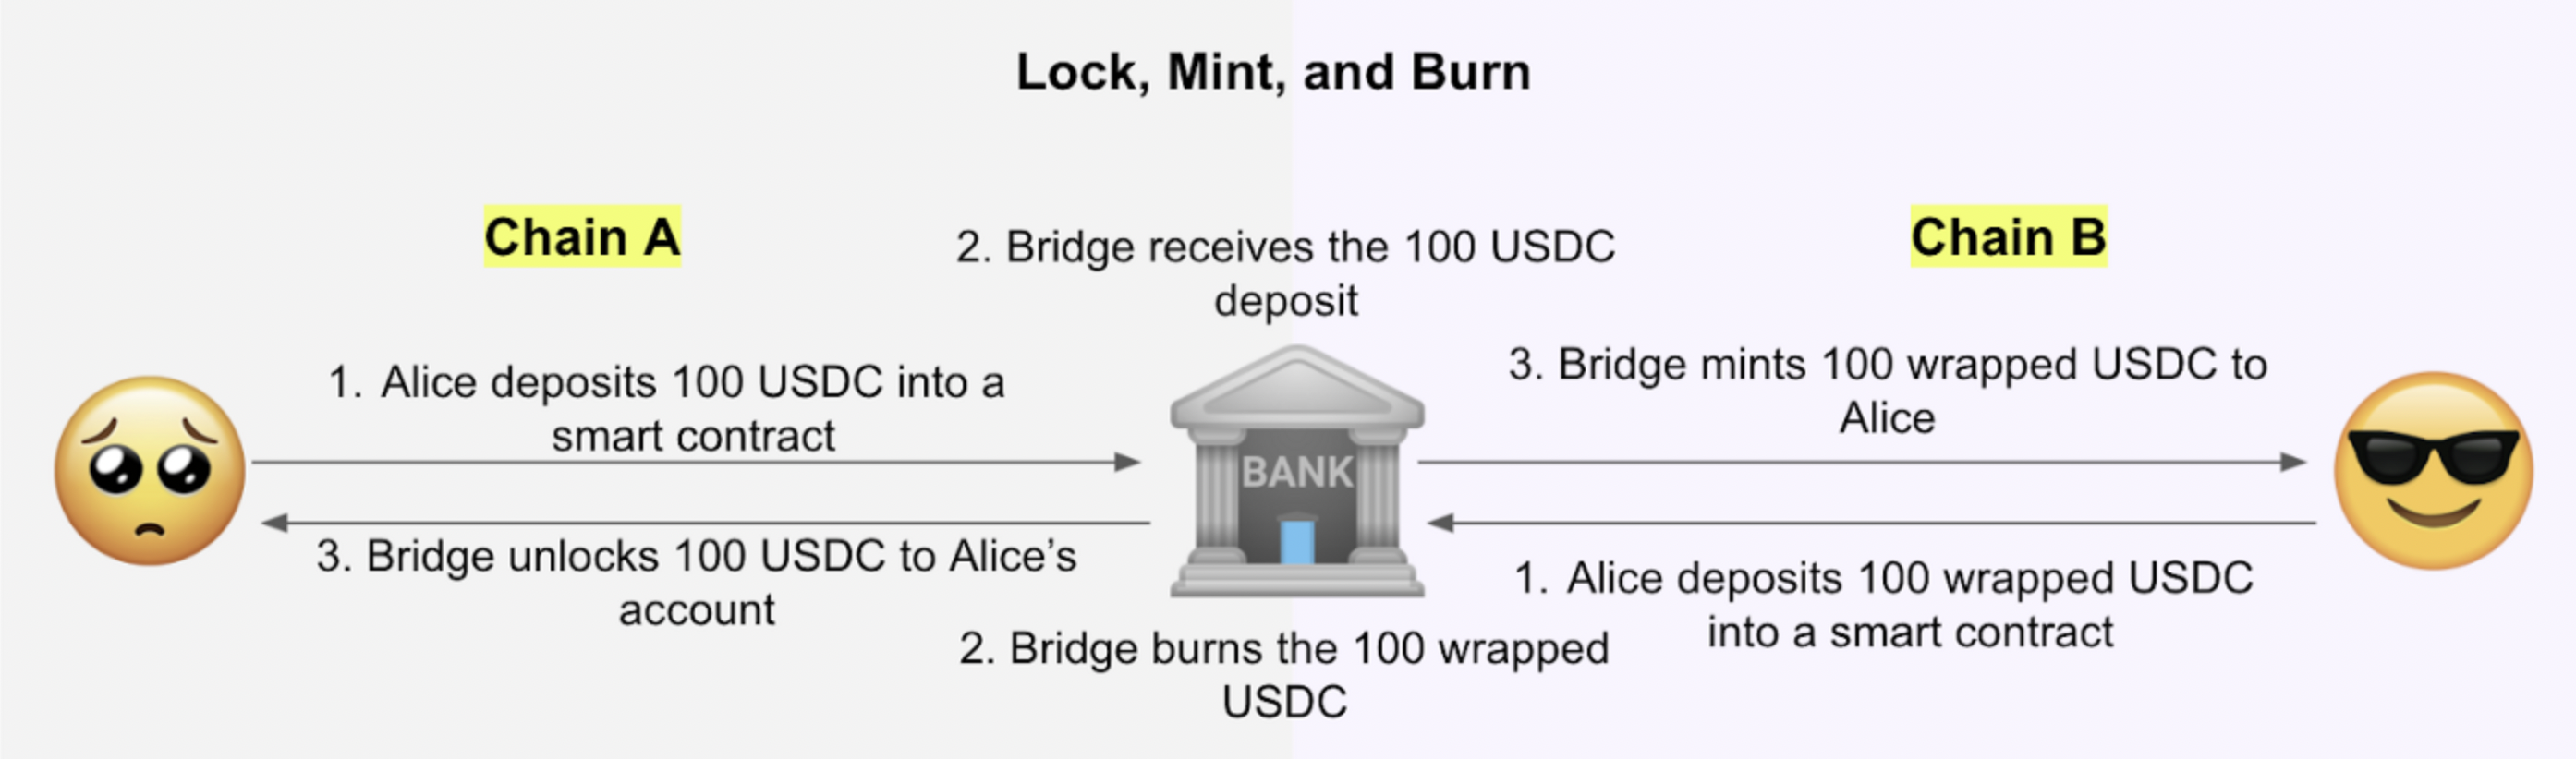 Lock, Mint, and Burn
Chain A
2. Bridge receives the 100 USDC
deposit
Chain B
1. Alice deposits 100 USDC into a
smart contract
3. Bridge mints 100 wrapped USDC to
Alice
BANK
3. Bridge unlocks 100 USDC to Alice’s
account
1. Alice deposits 100 wrapped USDC
into a smart contract
2. Bridge burns the 100 wrapped
USDC